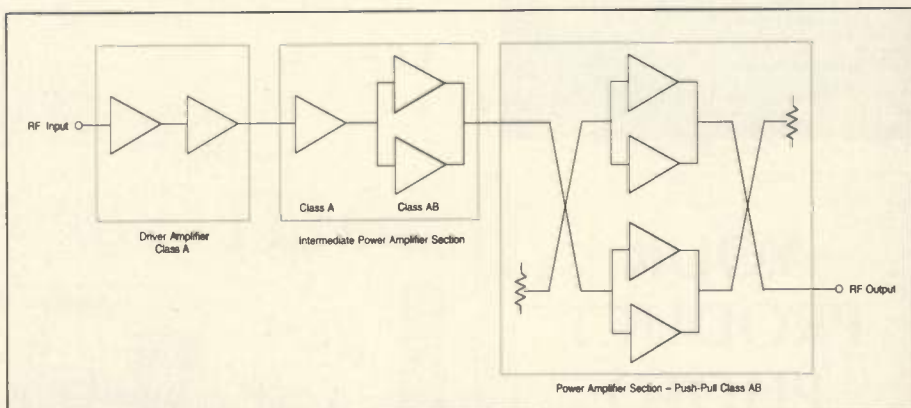 RF Input
Class A
Class AB
Driver Amplifier
Class A
Intermediate Power Amplifier Section
RF Output
Power Amplifier Section – Push-Pull Class AB